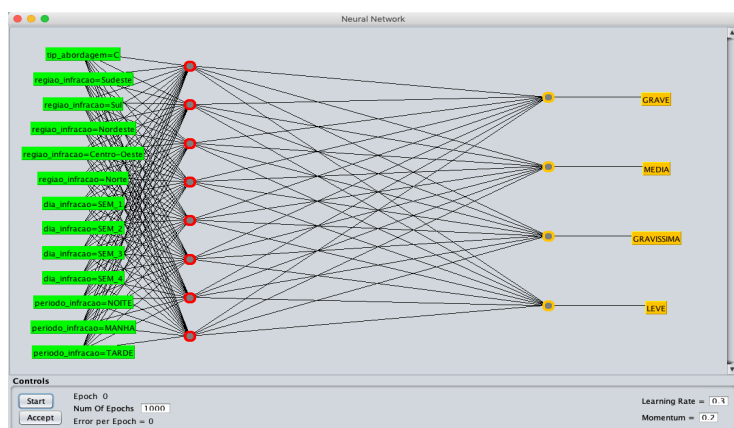 Neural Network
tip_abordagem=C
regiao_infracao=Sudeste
regiao_infracao=Sul
regiao_infracao=Nordeste
regiao_infracao=Centro-Oeste
regiao_infracao=Norte
dia_infracao=SEM_1
dia_infracao=SEM_2
dia_infracao=SEM_3
dia_infracao=SEM_4
periodo_infracao=NOITE
periodo_infracao=MANHA
periodo_infracao=TARDE
GRAVE
MEDIA
GRAVISSIMA
LEVE
Controls
Start
Accept
Epoch 0
Num Of Epochs 1000
Error per Epoch = 0
Learning Rate = 0.3
Momentum = 0.2